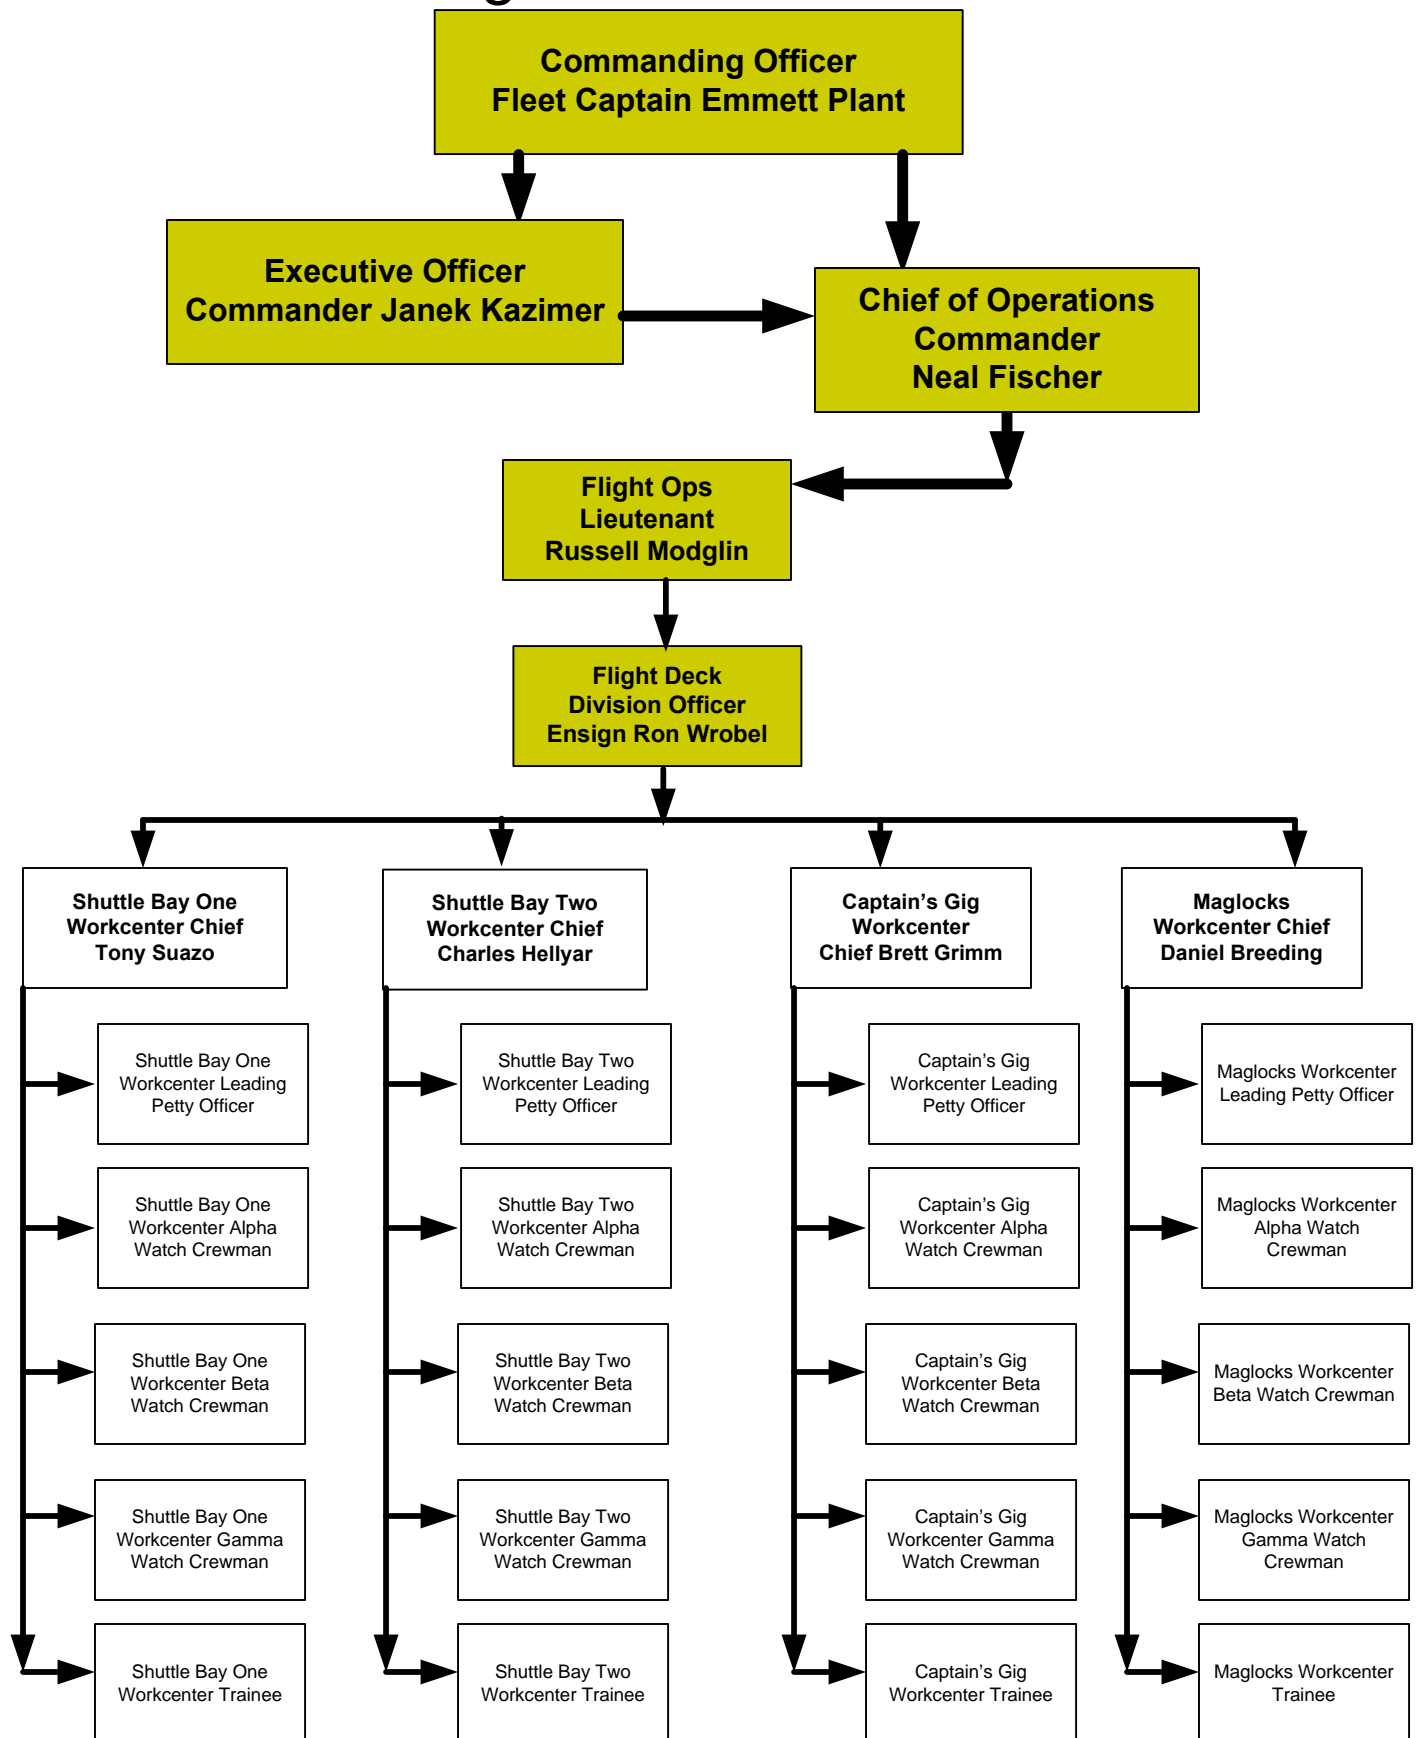 Commanding Officer
Fleet Captain Emmett Plant
Executive Officer
Commander Janek Kazimer
Chief of Operations
Commander
Neal Fischer
Flight Ops
Lieutenant
Russell Modglin
Flight Deck
Division Officer
Ensign Ron Wrobel
Shuttle Bay One
Workcenter Chief
Tony Suazo
Shuttle Bay Two
Workcenter Chief
Charles Hellyar
Captain’s Gig
Workcenter
Chief Brett Grimm
Maglocks
Workcenter Chief
Daniel Breeding
Shuttle Bay One
Workcenter Leading
Petty Officer
Shuttle Bay Two
Workcenter Leading
Petty Officer
Captain’s Gig
Workcenter Leading
Petty Officer
Maglocks Workcenter
Leading Petty Officer
Shuttle Bay One
Workcenter Alpha
Watch Crewman
Shuttle Bay Two
Workcenter Alpha
Watch Crewman
Captain’s Gig
Workcenter Alpha
Watch Crewman
Maglocks Workcenter
Alpha Watch
Crewman
Shuttle Bay One
Workcenter Beta
Watch Crewman
Shuttle Bay Two
Workcenter Beta
Watch Crewman
Captain’s Gig
Workcenter Beta
Watch Crewman
Maglocks Workcenter
Beta Watch Crewman
Shuttle Bay One
Workcenter Gamma
Watch Crewman
Shuttle Bay Two
Workcenter Gamma
Watch Crewman
Captain’s Gig
Workcenter Gamma
Watch Crewman
Maglocks Workcenter
Gamma Watch
Crewman
Shuttle Bay One
Workcenter Trainee
Shuttle Bay Two
Workcenter Trainee
Captain’s Gig
Workcenter Trainee
Maglocks Workcenter
Trainee